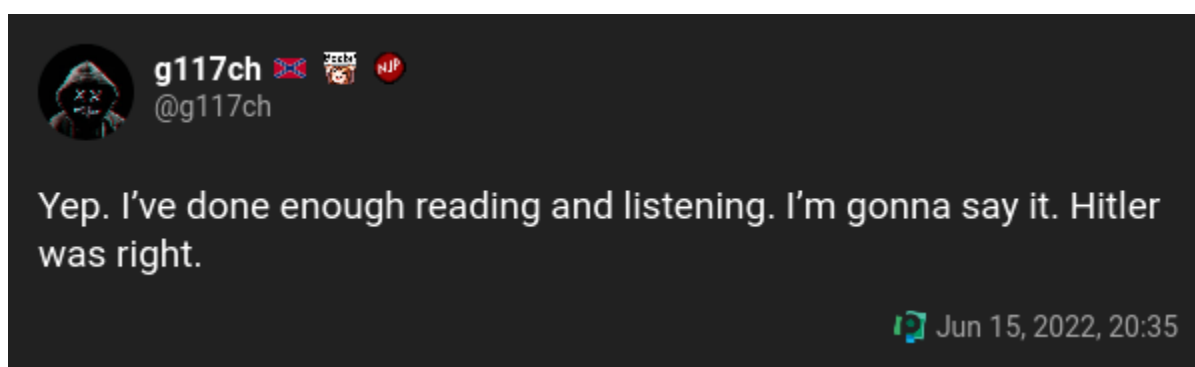 g117ch
NJP
@g117ch
Yep. I’ve done enough reading and listening. I’m gonna say it. Hitler
was right.
Jun 15, 2022, 20:35